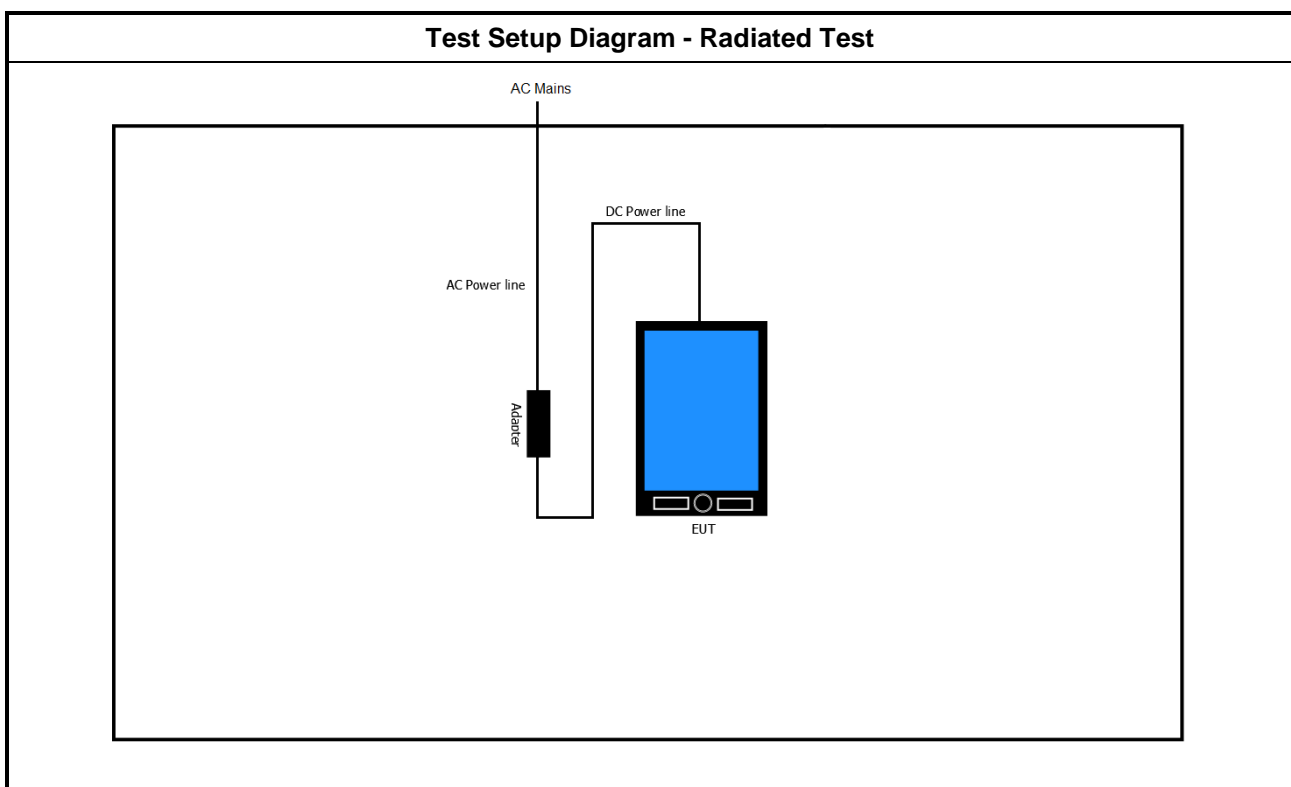 Test Setup Diagram - Radiated Test
AC Mains
DC Power line
AC Power line
Adapter
EUT